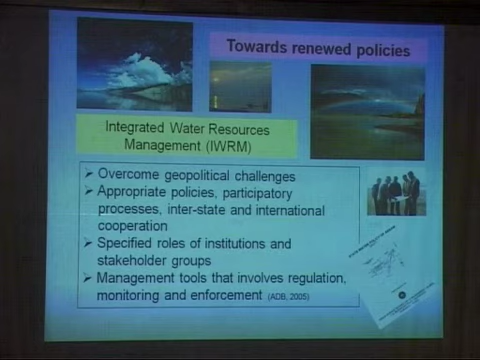 Towards renewed policies
Integrated Water Resources
Management (IWRM)
Overcome geopolitical challenges
Appropriate policies, participatory
processes, inter-state and international
cooperation
Specified roles of institutions and
stakeholder groups
Management tools that involves regulation,
monitoring and enforcement (ADB, 2005)